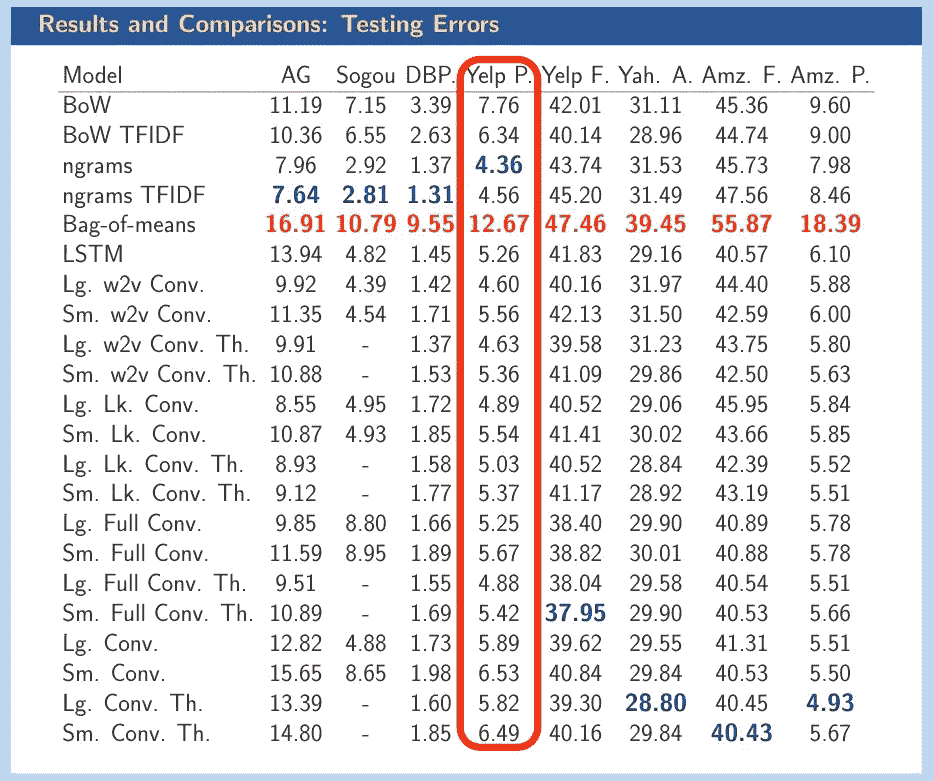 Results and Comparisons: Testing Errors
Model AG Sogou DBP. Yelp P. Yelp F. Yah. A. Amz. F. Amz. P.
BoW 11.19 7.15 3.39 7.76 42.01 31.11 45.36 9.60
BoW TFIDF 10.36 6.55 2.63 6.34 40.14 28.96 44.74 9.00
ngrams 7.96 2.92 1.37 4.36 43.74 31.53 45.73 7.98
ngrams TFIDF 7.64 2.81 1.31 4.56 45.20 31.49 47.56 8.46
Bag-of-means 16.91 10.79 9.55 12.67 47.46 39.45 55.87 18.39
LSTM 13.94 4.82 1.45 5.26 41.83 29.16 40.57 6.10
Lg. w2v Conv. 9.92 4.39 1.42 4.60 40.16 31.97 44.40 5.88
Sm. w2v Conv. 11.35 4.54 1.71 5.56 42.13 31.50 42.59 6.00
Lg. w2v Conv. Th. 9.91 - 1.37 4.63 39.58 31.23 43.75 5.80
Sm. w2v Conv. Th. 10.88 - 1.53 5.36 41.09 29.86 42.50 5.63
Lg. Lk. Conv. 8.55 4.95 1.72 4.89 40.52 29.06 45.95 5.84
Sm. Lk. Conv. 10.87 4.93 1.85 5.54 41.41 30.02 43.66 5.85
Lg. Lk. Conv. Th. 8.93 - 1.58 5.03 40.52 28.84 42.39 5.52
Sm. Lk. Conv. Th. 9.12 - 1.77 5.37 41.17 28.92 43.19 5.51
Lg. Full Conv. 9.85 8.80 1.66 5.25 38.40 29.90 40.89 5.78
Sm. Full Conv. 11.59 8.95 1.89 5.67 38.82 30.01 40.88 5.78
Lg. Full Conv. Th. 9.51 - 1.55 4.88 38.04 29.58 40.54 5.51
Sm. Full Conv. Th. 10.89 - 1.69 5.42 37.95 29.90 40.53 5.66
Lg. Conv. 12.82 4.88 1.73 5.89 39.62 29.55 41.31 5.51
Sm. Conv. 15.65 8.65 1.98 6.53 40.84 29.84 40.53 5.50
Lg. Conv. Th. 13.39 - 1.60 5.82 39.30 28.80 40.45 4.93
Sm. Conv. Th. 14.80 - 1.85 6.49 40.16 29.84 40.43 5.67